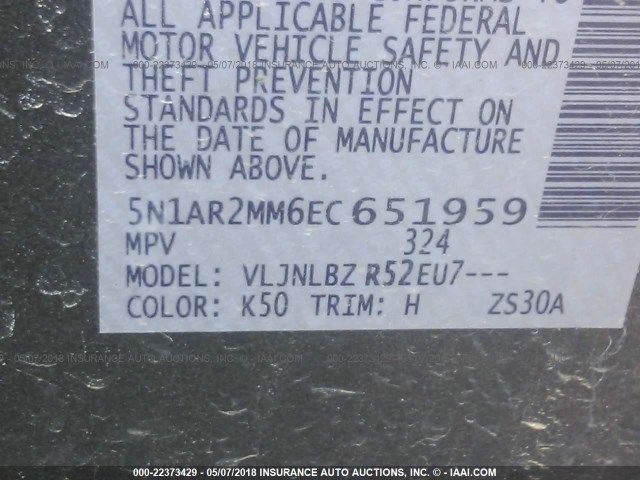 ALL APPLICABLE FEDERAL
MOTOR VEHICLE SAFETY AND
THEFT PREVENTION
STANDARDS IN EFFECT ON
THE DATE OF MANUFACTURE
SHOWN ABOVE.
5N1AR2MM6EC651959
MPV 324
MODEL: VLJNLBZ R52EU7---
COLOR: K50 TRIM: H ZS30A
000-22373429 - 05/07/2018 INSURANCE AUTO AUCTIONS, INC. - © IAAI.COM